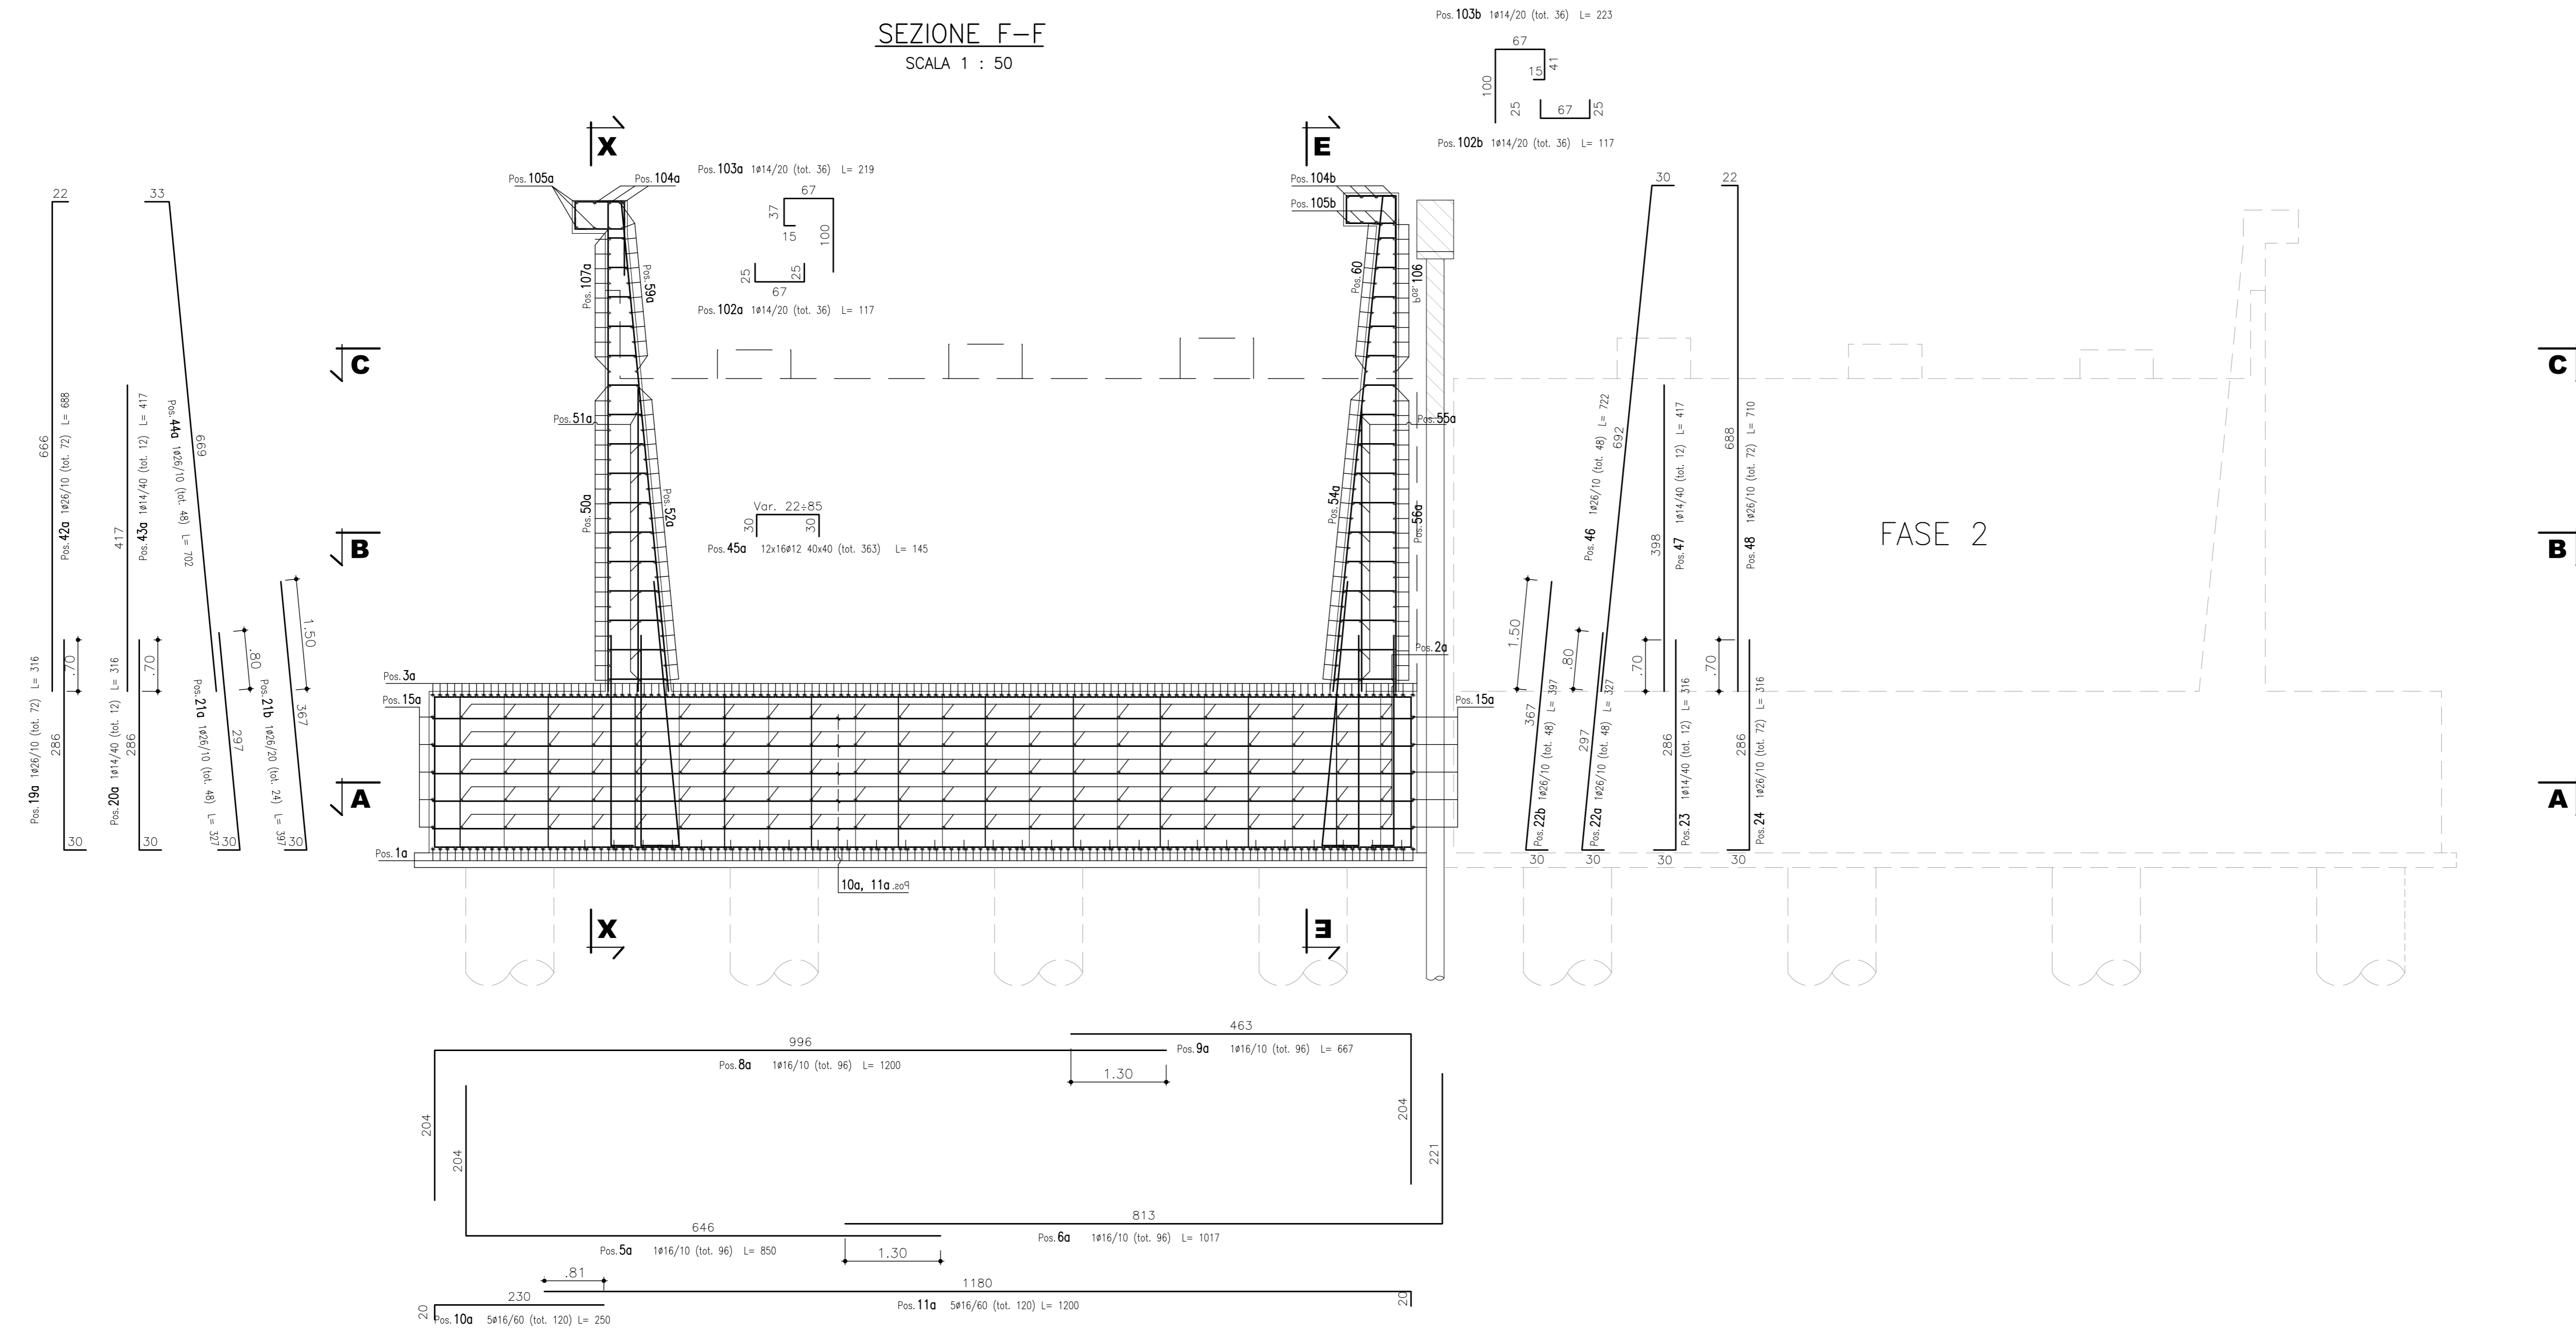 SEZIONE F-F
SCALA 1 : 50
Pos. 103b 1ø14/20 (tot. 36) L= 223
67
41
15
100
25
67
25
Pos. 102b 1ø14/20 (tot. 36) L= 117
X
E
Pos. 105a
Pos. 104a
Pos. 103a 1ø14/20 (tot. 36) L= 219
67
37
15
100
25
25
67
Pos. 102a 1ø14/20 (tot. 36) L= 117
Pos. 104b
Pos. 105b
Pos. 107a
Pos. 59a
Pos. 60
Pos. 106
22
33
30
22
C
C
666
Pos. 42a 1ø26/10 (tot. 72) L= 688
417
Pos. 43a 1ø14/40 (tot. 12) L= 417
Pos. 44a 1ø26/10 (tot. 48) L= 702
669
Pos. 51a
Pos. 55a
Pos. 50a
Pos. 52a
Pos. 54a
Pos. 56a
Var. 22÷85
30
30
Pos. 45a 12x16ø12 40x40 (tot. 363) L= 145
Pos. 46 1ø26/10 (tot. 48) L= 722
692
398
Pos. 47 1ø14/40 (tot. 12) L= 417
688
Pos. 48 1ø26/10 (tot. 72) L= 710
FASE 2
B
B
1.50
.80
.70
.70
1.50
.80
.70
.70
Pos. 19a 1ø26/10 (tot. 72) L= 316
286
30
Pos. 20a 1ø14/40 (tot. 12) L= 316
286
30
Pos. 21a 1ø26/10 (tot. 48) L= 327
297
30
Pos. 21b 1ø26/20 (tot. 24) L= 397
367
30
Pos. 2a
Pos. 3a
Pos. 15a
Pos. 15a
367
Pos. 22b 1ø26/10 (tot. 48) L= 397
30
297
Pos. 22a 1ø26/10 (tot. 48) L= 327
30
286
Pos. 23 1ø14/40 (tot. 12) L= 316
30
286
Pos. 24 1ø26/10 (tot. 72) L= 316
30
A
A
Pos. 1a
10a, 11a Pos.
X
E
463
996
Pos. 8a 1ø16/10 (tot. 96) L= 1200
Pos. 9a 1ø16/10 (tot. 96) L= 667
1.30
204
204
204
221
646
813
Pos. 5a 1ø16/10 (tot. 96) L= 850
Pos. 6a 1ø16/10 (tot. 96) L= 1017
1.30
.81
1180
230
20
20
Pos. 11a 5ø16/60 (tot. 120) L= 1200
Pos. 10a 5ø16/60 (tot. 120) L= 250